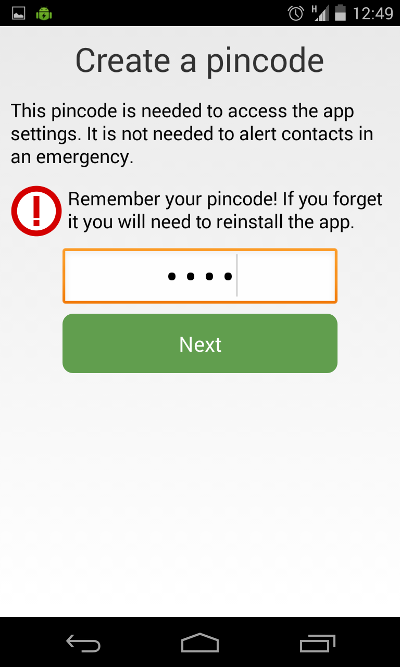 H 12:49
Create a pincode
This pincode is needed to access the app
settings. It is not needed to alert contacts in
an emergency.
! Remember your pincode! If you forget
it you will need to reinstall the app.
••••
Next